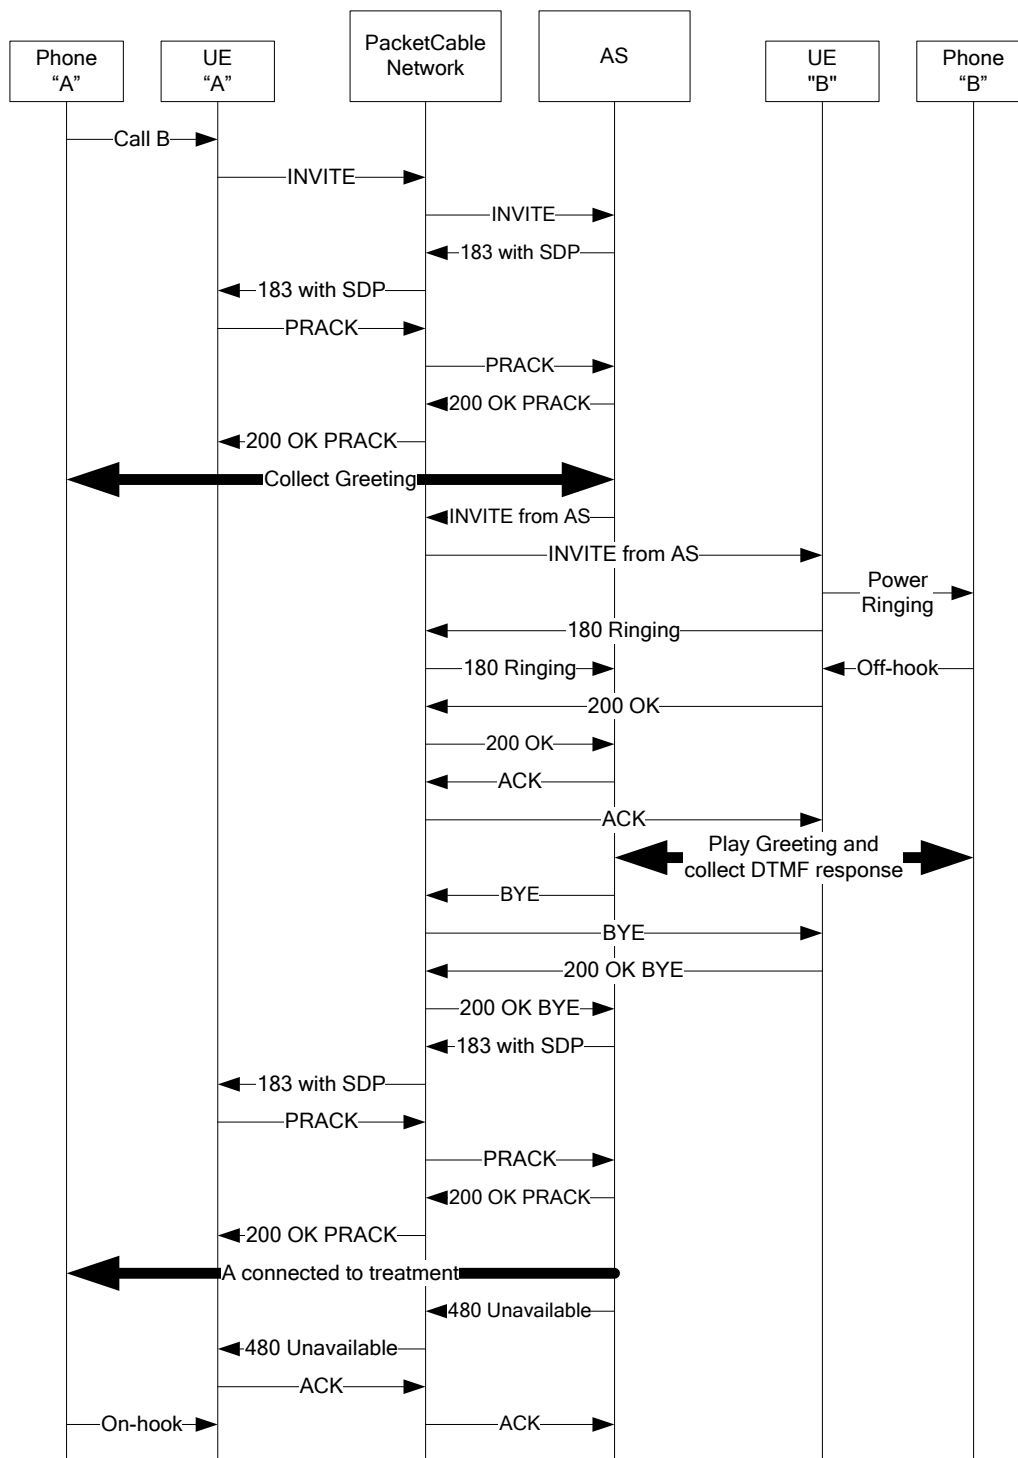 Phone
“A”
UE
“A”
PacketCable
Network
AS
UE
"B"
Phone
“B”
Call B
INVITE
INVITE
183 with SDP
183 with SDP
PRACK
PRACK
200 OK PRACK
200 OK PRACK
Collect Greeting
INVITE from AS
INVITE from AS
Power
Ringing
180 Ringing
180 Ringing
Off-hook
200 OK
200 OK
ACK
ACK
Play Greeting and
collect DTMF response
BYE
BYE
200 OK BYE
200 OK BYE
183 with SDP
183 with SDP
PRACK
PRACK
200 OK PRACK
200 OK PRACK
A connected to treatment
480 Unavailable
480 Unavailable
ACK
On-hook
ACK